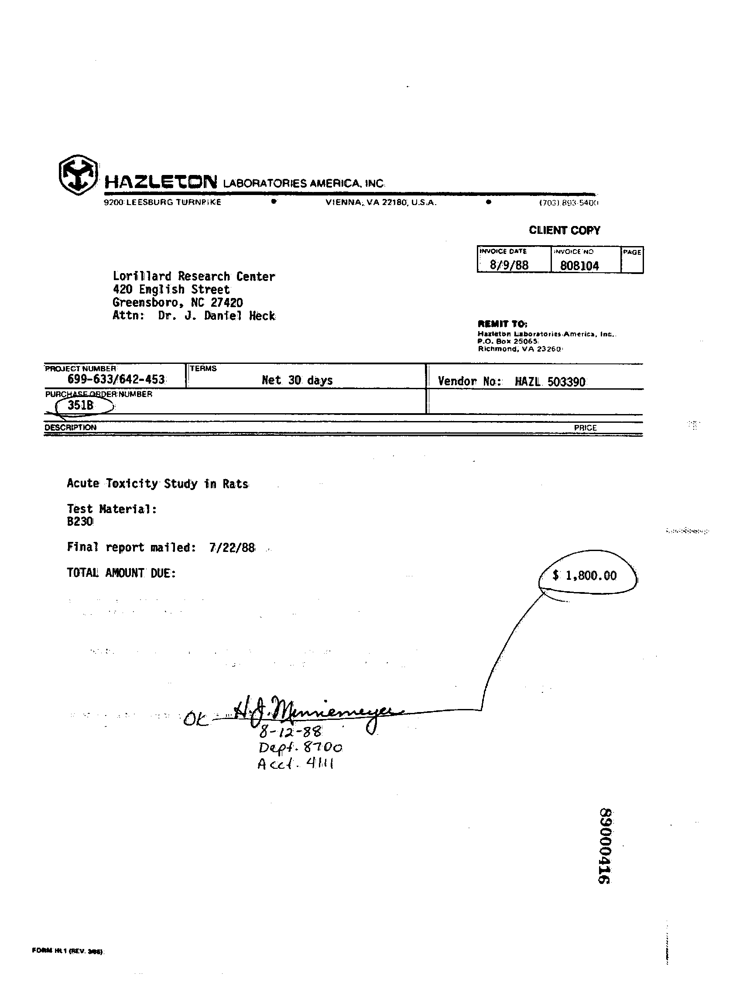 HAZLETON LABORATORIES AMERICA, INC.
9200 LEESBURG TURNPIKE • VIENNA, VA 22180, U.S.A. • (703) 893-5400
CLIENT COPY
INVOICE DATE INVOICE NO PAGE
8/9/88 808104
Lorillard Research Center
420 English Street
Greensboro, NC 27420
Attn: Dr. J. Daniel Heck
REMIT TO:
Hazleton Laboratories America, Inc.
P.O. Box 25065
Richmond, VA 23260
PROJECT NUMBER TERMS
699-633/642-453 Net 30 days Vendor No: HAZL 503390
PURCHASE ORDER NUMBER
351B
DESCRIPTION PRICE
Acute Toxicity Study in Rats
Test Material:
B230
Final report mailed: 7/22/88
TOTAL AMOUNT DUE: $ 1,800.00
OK H.J. Minniemeyer
8-12-88
Dept. 8700
Acct. 4111
89000416
FORM HL1 (REV. 3/86)